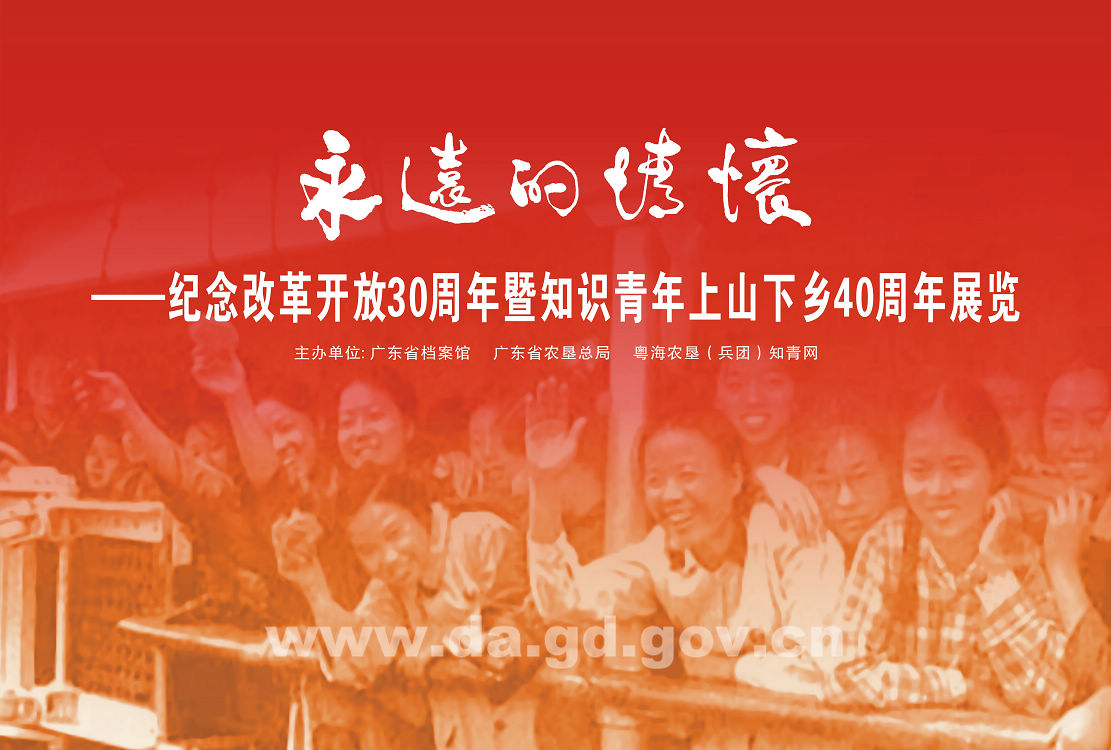 永遠的情懷
——纪念改革开放30周年暨知识青年上山下乡40周年展览
主办单位: 广东省档案馆 广东省农垦总局 粤海农垦（兵团）知青网
www.da.gd.gov.cn